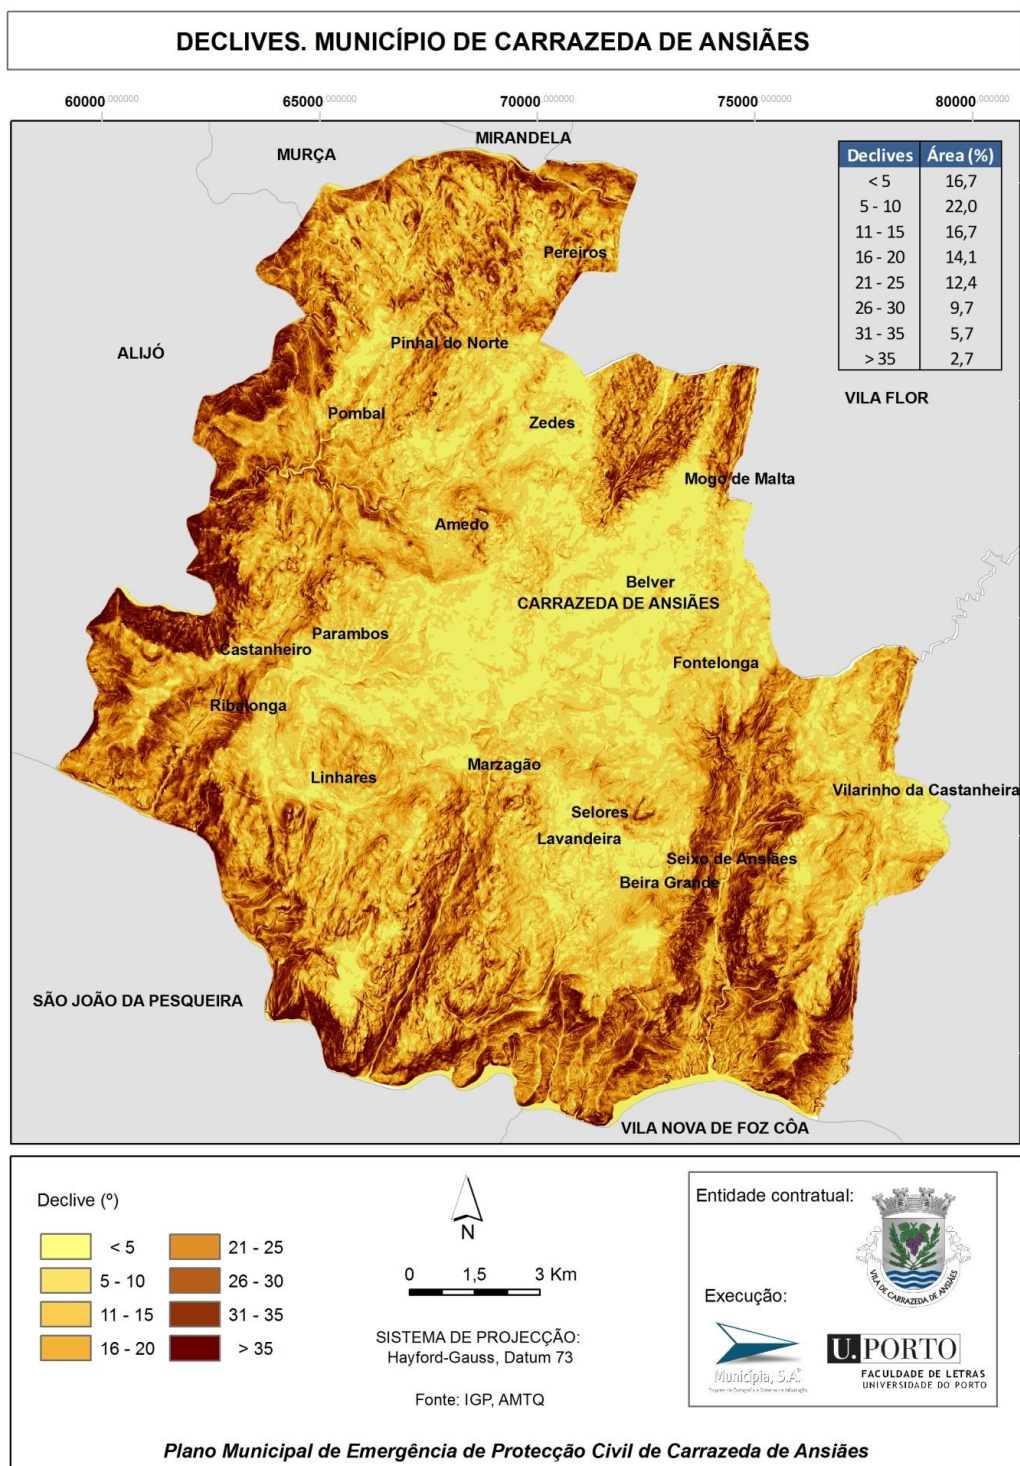 DECLIVES. MUNICÍPIO DE CARRAZEDA DE ANSIÃES
60000,000000 65000,000000 70000,000000 75000,000000 80000,000000
MIRANDELA
MURÇA
Declives Área (%)
< 5 16,7
5 - 10 22,0
11 - 15 16,7
16 - 20 14,1
21 - 25 12,4
26 - 30 9,7
31 - 35 5,7
> 35 2,7
Pereiros
Pinhal do Norte
ALIJÓ
VILA FLOR
Pombal
Zedes
Mogo de Malta
Amedo
Belver
CARRAZEDA DE ANSIÃES
Parambos
Castanheiro
Fontelonga
Ribalonga
Marzagão
Linhares
Vilarinho da Castanheira
Selores
Lavandeira
Seixo de Ansiães
Beira Grande
SÃO JOÃO DA PESQUEIRA
VILA NOVA DE FOZ CÔA
Declive (º)
< 5
5 - 10
11 - 15
16 - 20
21 - 25
26 - 30
31 - 35
> 35
N
0 1,5 3 Km
SISTEMA DE PROJECÇÃO:
Hayford-Gauss, Datum 73
Fonte: IGP, AMTQ
Entidade contratual:
VILA DE CARRAZEDA DE ANSIÃES
Execução:
Município, S.A.
U. PORTO
FACULDADE DE LETRAS
UNIVERSIDADE DO PORTO
Plano Municipal de Emergência de Protecção Civil de Carrazeda de Ansiães